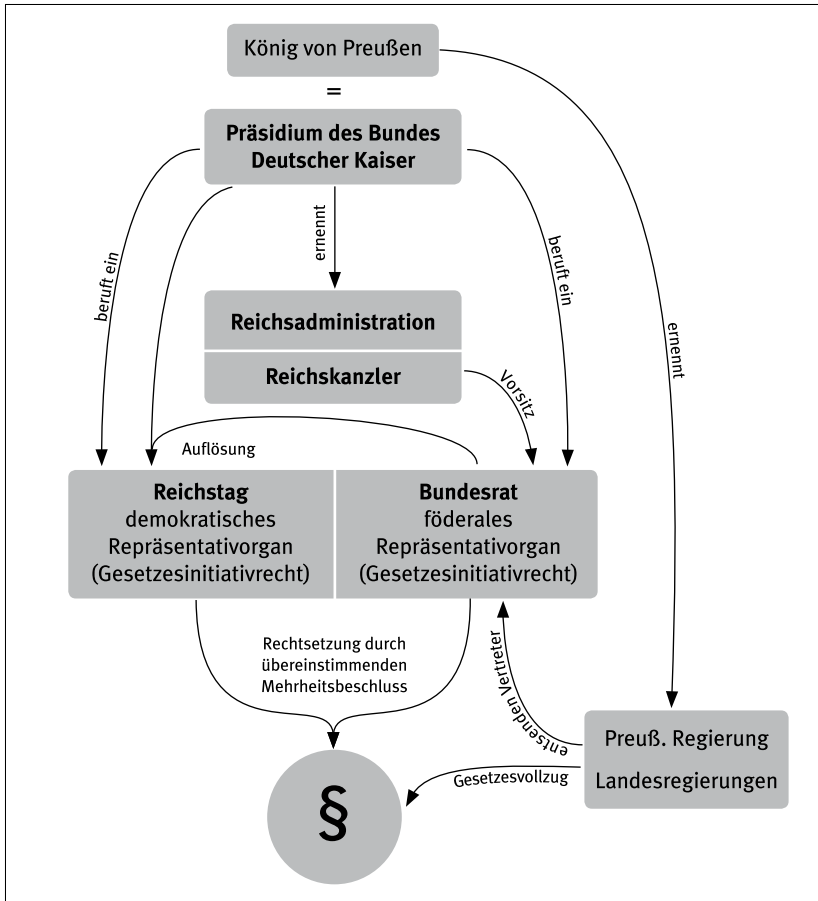 König von Preußen
=
Präsidium des Bundes
Deutscher Kaiser
beruft ein
ernennt
beruft ein
ernennt
Reichsadministration
Reichskanzler
Vorsitz
Auflösung
Reichstag
demokratisches
Repräsentativorgan
(Gesetzesinitiativrecht)
Bundesrat
föderales
Repräsentativorgan
(Gesetzesinitiativrecht)
Rechtsetzung durch
übereinstimmenden
Mehrheitsbeschluss
entsenden Vertreter
Preuß. Regierung
Landesregierungen
Gesetzesvollzug
§